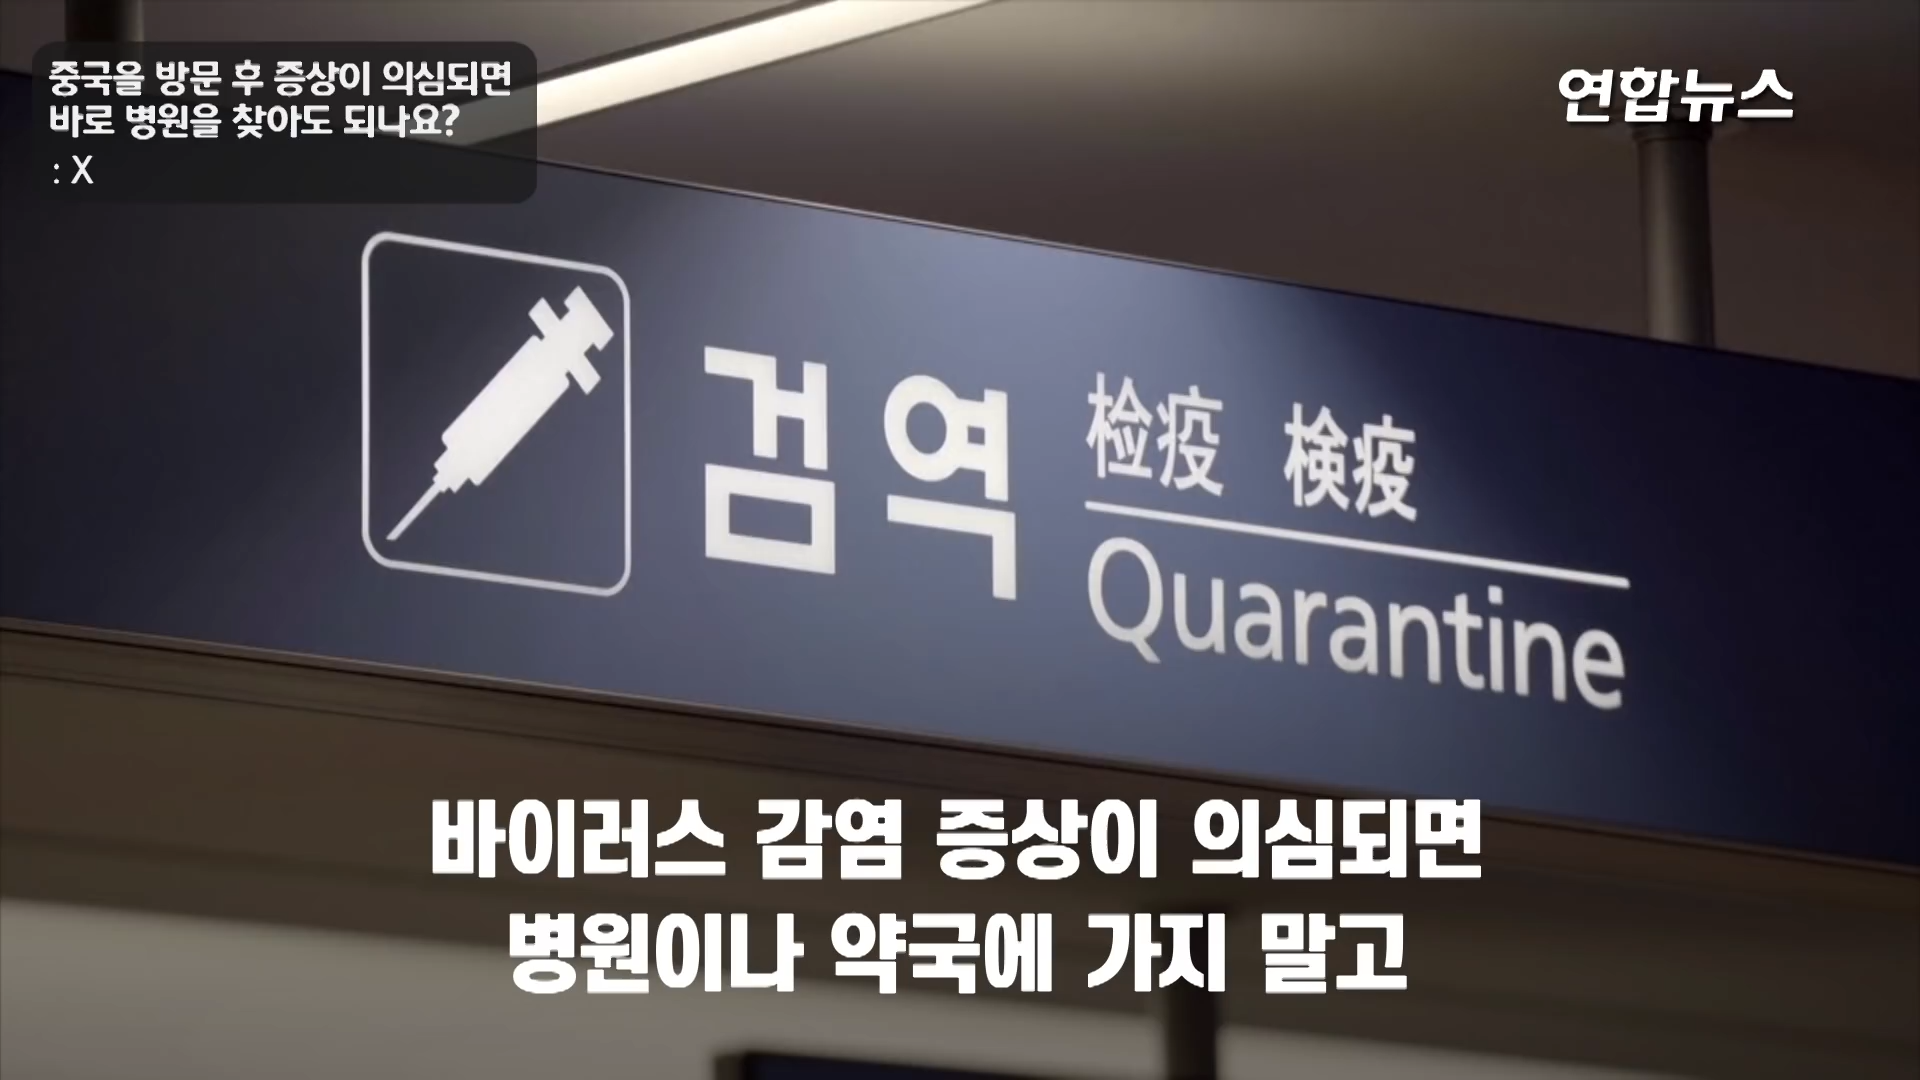 중국을 방문 후 증상이 의심되면
바로 병원을 찾아도 되나요?
: X
연합뉴스
검역
检疫 検疫
Quarantine
바이러스 감염 증상이 의심되면
병원이나 약국에 가지 말고